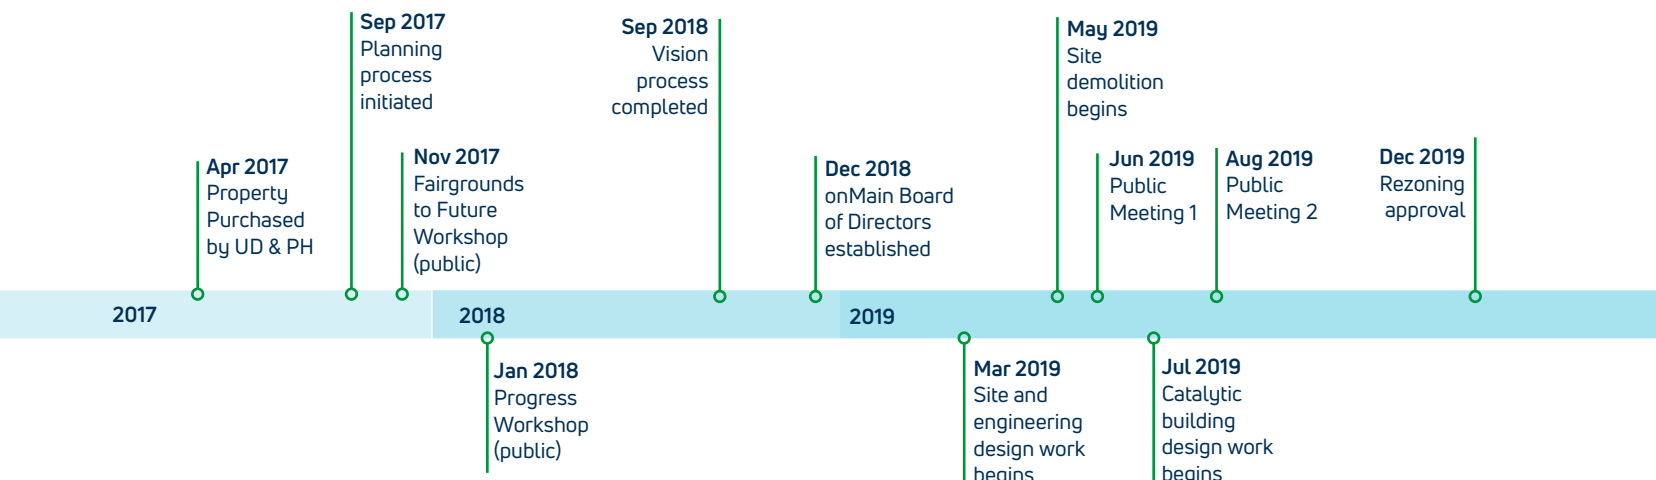 Sep 2017
Planning
process
initiated
Sep 2018
Vision
process
completed
May 2019
Site
demolition
begins
Apr 2017
Property
Purchased
by UD & PH
Nov 2017
Fairgrounds
to Future
Workshop
(public)
Dec 2018
onMain Board
of Directors
established
Jun 2019
Public
Meeting 1
Aug 2019
Public
Meeting 2
Dec 2019
Rezoning
approval
2017
2018
2019
Jan 2018
Progress
Workshop
(public)
Mar 2019
Site and
engineering
design work
begins
Jul 2019
Catalytic
building
design work
begins